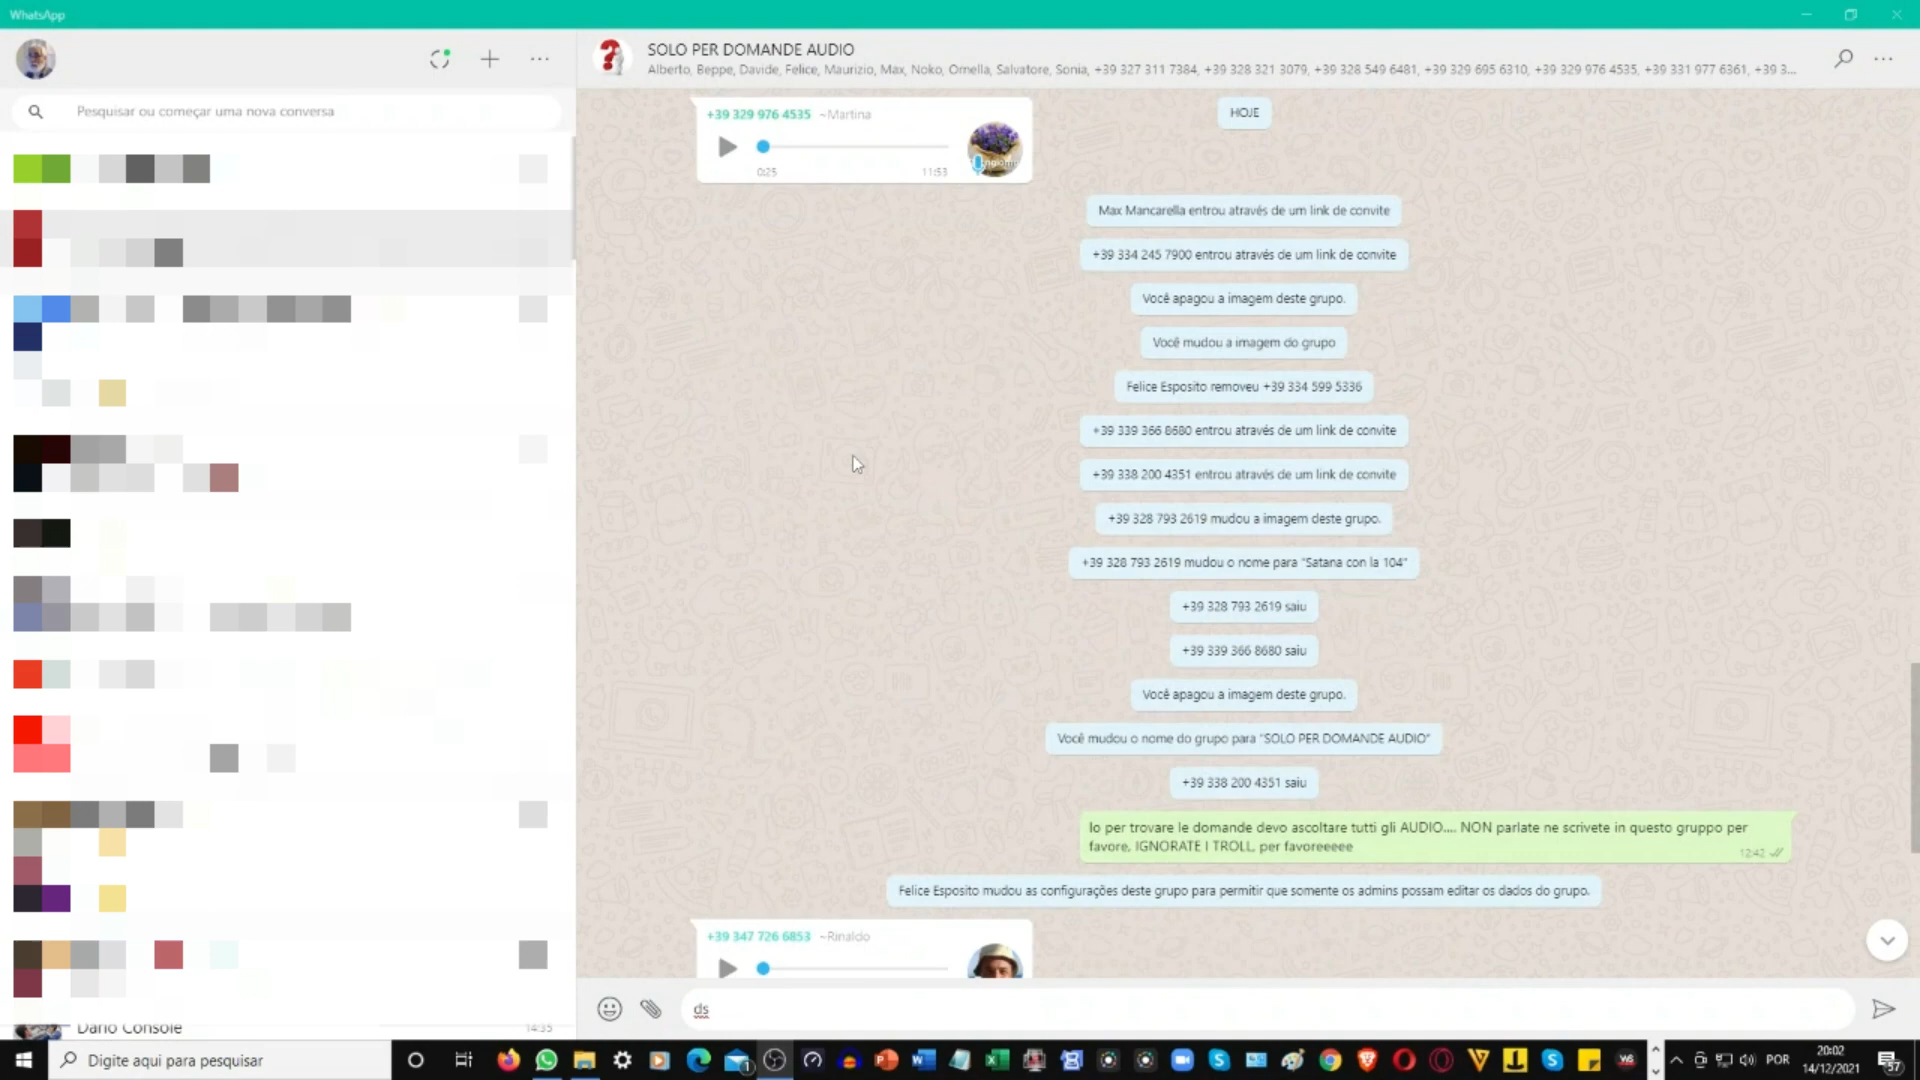 WhatsApp
SOLO PER DOMANDE AUDIO
Alberto, Beppe, Davide, Felice, Maurizio, Max, Noko, Ornella, Salvatore, Sonia, +39 327 311 7384, +39 328 321 3079, +39 328 549 6481, +39 329 695 6310, +39 329 976 4535, +39 331 977 6361, +39 3...
Pesquisar ou começar uma nova conversa
+39 329 976 4535 ~Martina
0:25 11:53
HOJE
Max Mancarella entrou através de um link de convite
+39 334 245 7900 entrou através de um link de convite
Você apagou a imagem deste grupo.
Você mudou a imagem do grupo
Felice Esposito removeu +39 334 599 5336
+39 339 366 8680 entrou através de um link de convite
+39 338 200 4351 entrou através de um link de convite
+39 328 793 2619 mudou a imagem deste grupo.
+39 328 793 2619 mudou o nome para "Satana con la 104"
+39 328 793 2619 saiu
+39 339 366 8680 saiu
Você apagou a imagem deste grupo.
Você mudou o nome do grupo para "SOLO PER DOMANDE AUDIO"
+39 338 200 4351 saiu
Io per trovare le domande devo ascoltare tutti gli AUDIO.... NON parlate ne scrivete in questo gruppo per
favore, IGNORATE I TROLL, per favoreeeee
12:42
Felice Esposito mudou as configurações deste grupo para permitir que somente os admins possam editar os dados do grupo.
+39 347 726 6853 ~Rinaldo
ds
Dario Console
14:35
Digite aqui para pesquisar
POR
20:02
14/12/2021
57